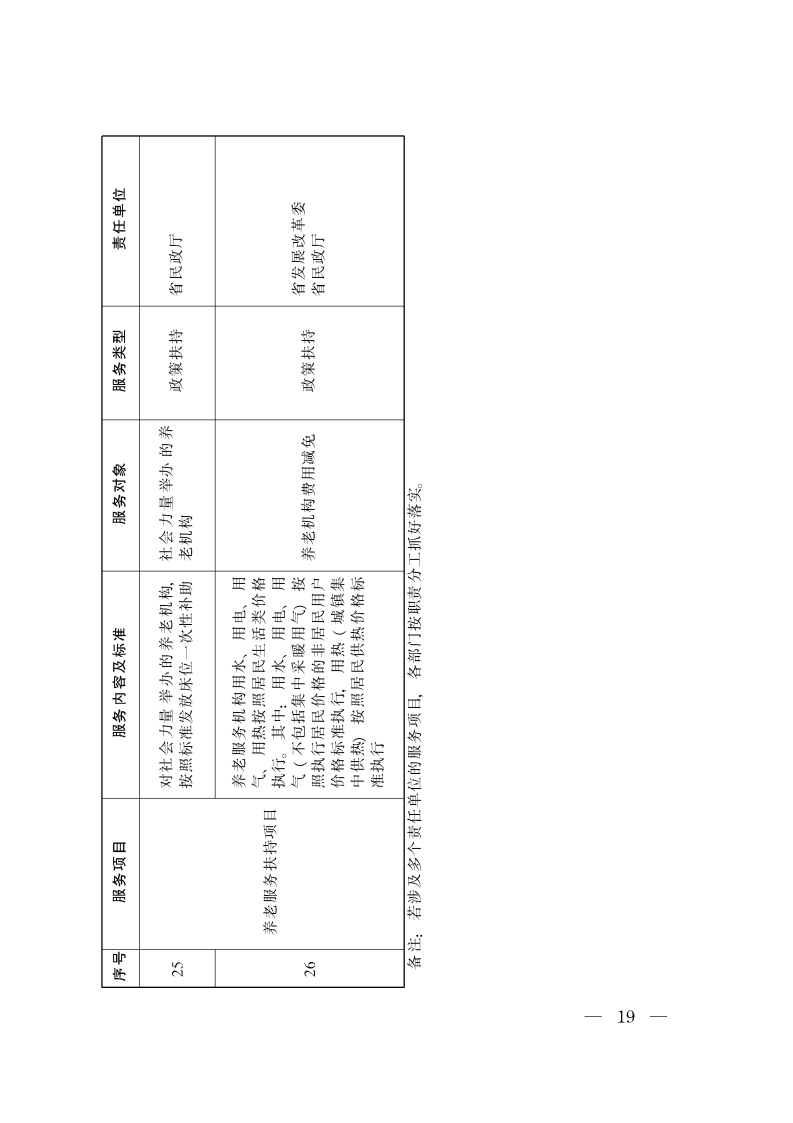 序号
服务项目
服务内容及标准
服务对象
服务类型
责任单位
25
养老服务扶持项目
对社会力量举办的养老机构,
按照标准发放床位一次性补助
社会力量举办的养
老机构
政策扶持
省民政厅
26
养老服务机构用水、用电、用
气、用热按照居民生活类价格
执行。其中: 用水、用电、用
气 (不包括集中采暖用气) 按
照执行居民价格的非居民用户
价格标准执行, 用热 (城镇集
中供热) 按照居民供热价格标
准执行
养老机构费用减免
政策扶持
省发展改革委
省民政厅
备注: 若涉及多个责任单位的服务项目, 各部门按职责分工抓好落实。
— 19 —